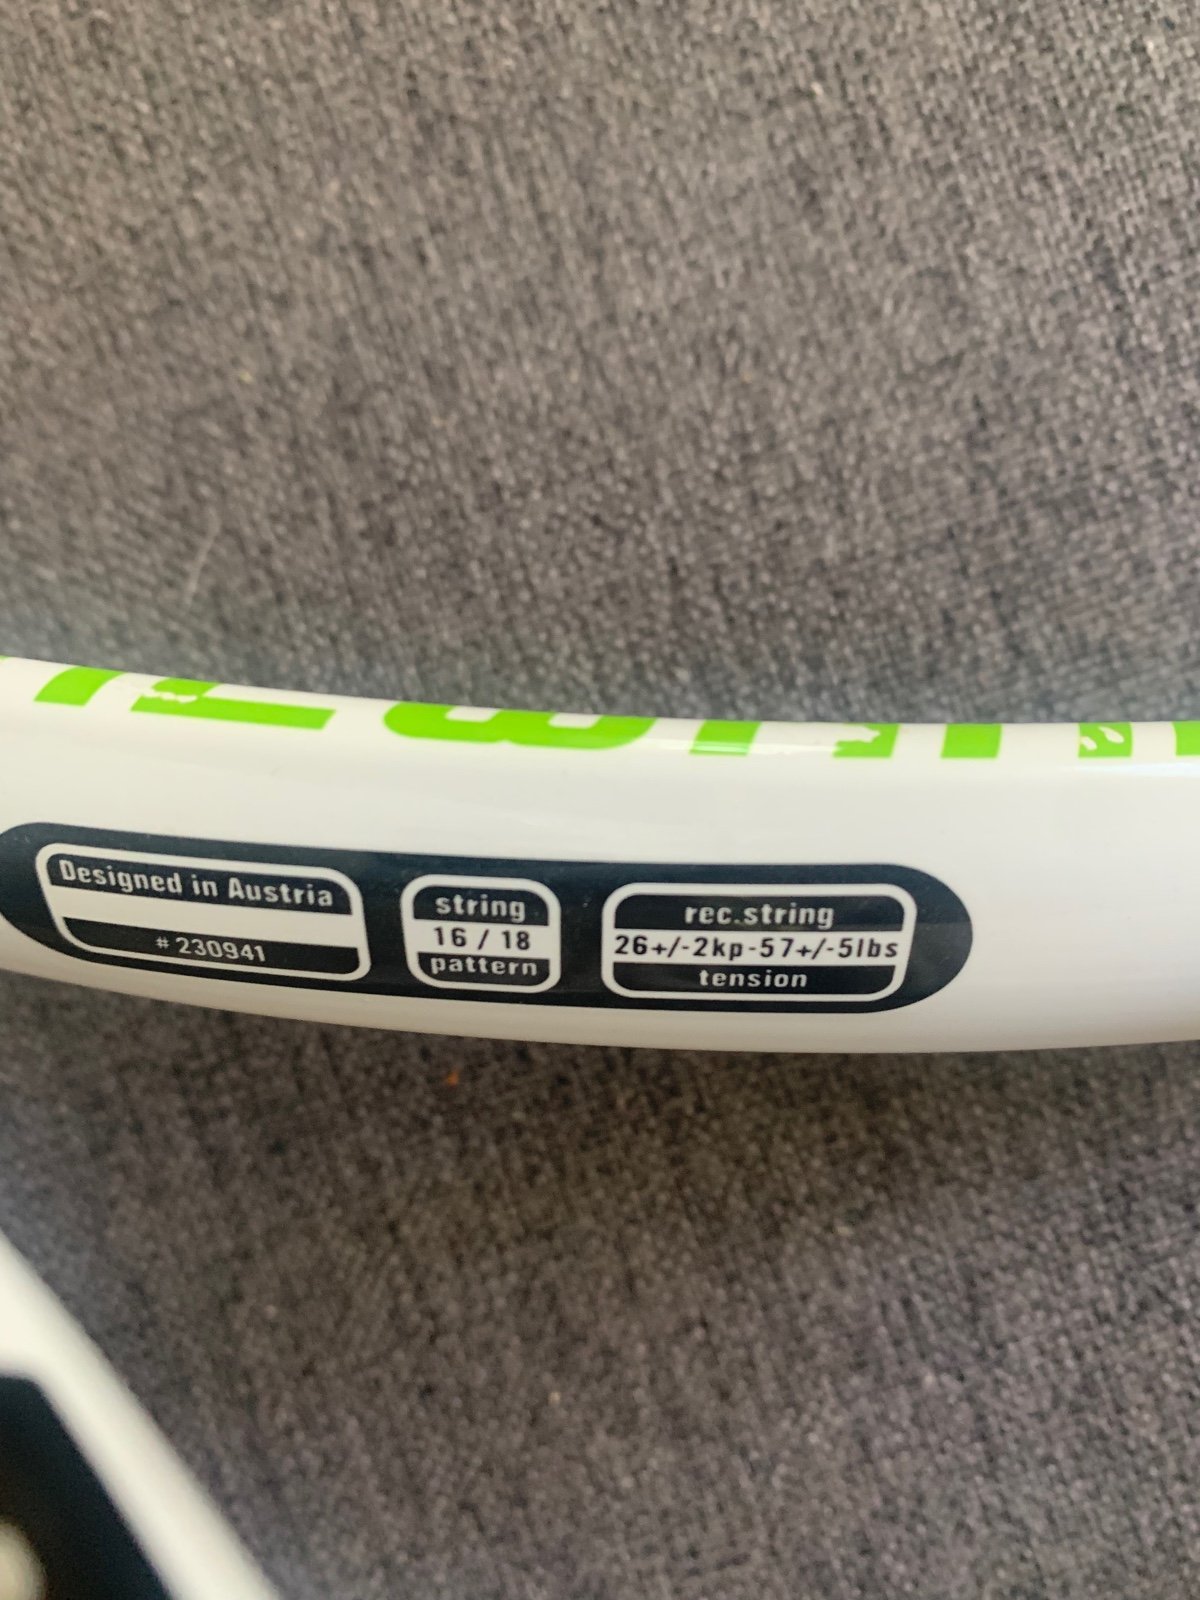 Designed in Austria
# 230941
string
16 / 18
pattern
rec.string
26+/-2kp-57+/-5lbs
tension